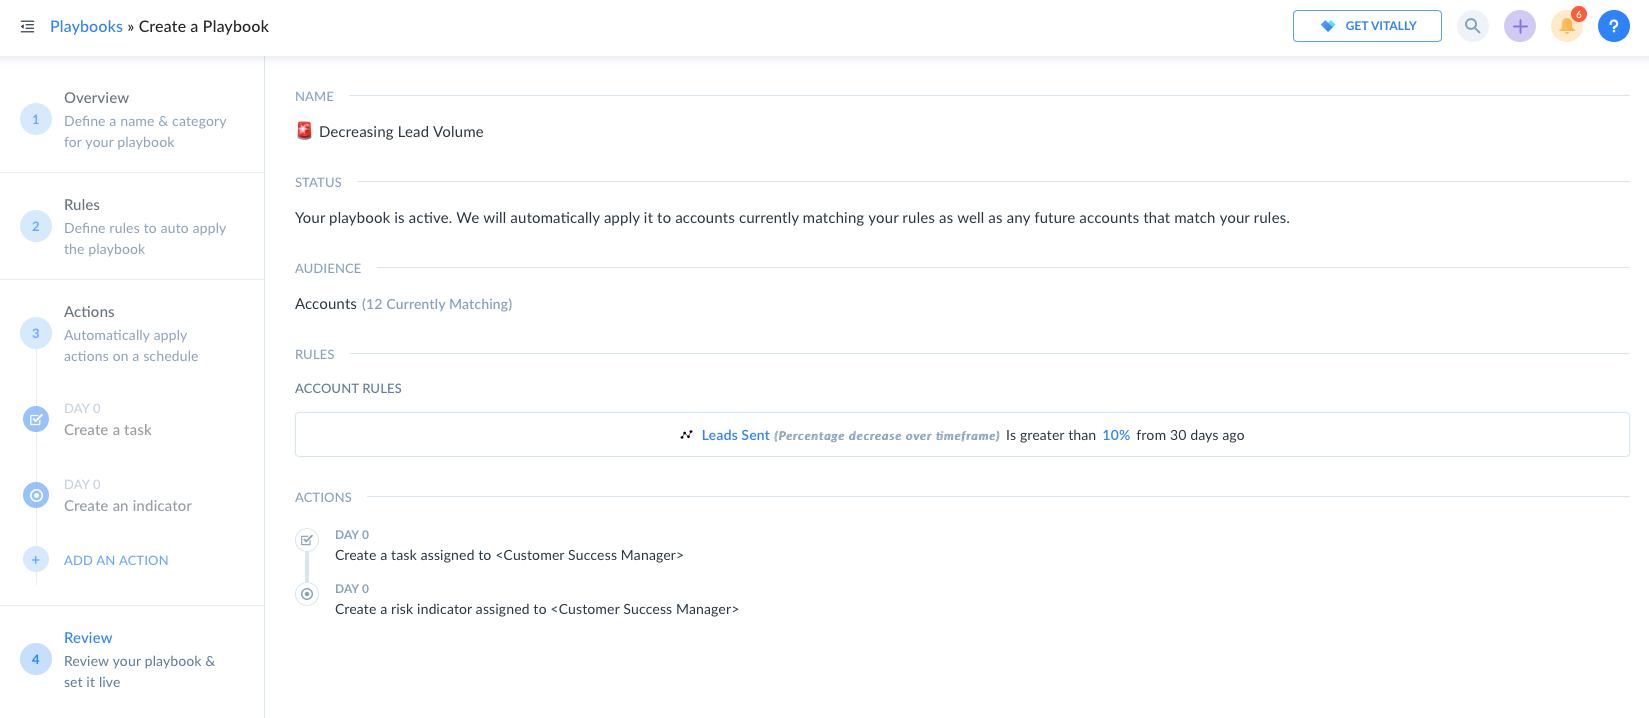 Playbooks » Create a Playbook
GET VITALLY
6
?
1
Overview
Define a name & category
for your playbook
2
Rules
Define rules to auto apply
the playbook
3
Actions
Automatically apply
actions on a schedule
DAY 0
Create a task
DAY 0
Create an indicator
+ ADD AN ACTION
4
Review
Review your playbook &
set it live
NAME
🚨 Decreasing Lead Volume
STATUS
Your playbook is active. We will automatically apply it to accounts currently matching your rules as well as any future accounts that match your rules.
AUDIENCE
Accounts (12 Currently Matching)
RULES
ACCOUNT RULES
Leads Sent (Percentage decrease over timeframe) Is greater than 10% from 30 days ago
ACTIONS
DAY 0
Create a task assigned to <Customer Success Manager>
DAY 0
Create a risk indicator assigned to <Customer Success Manager>